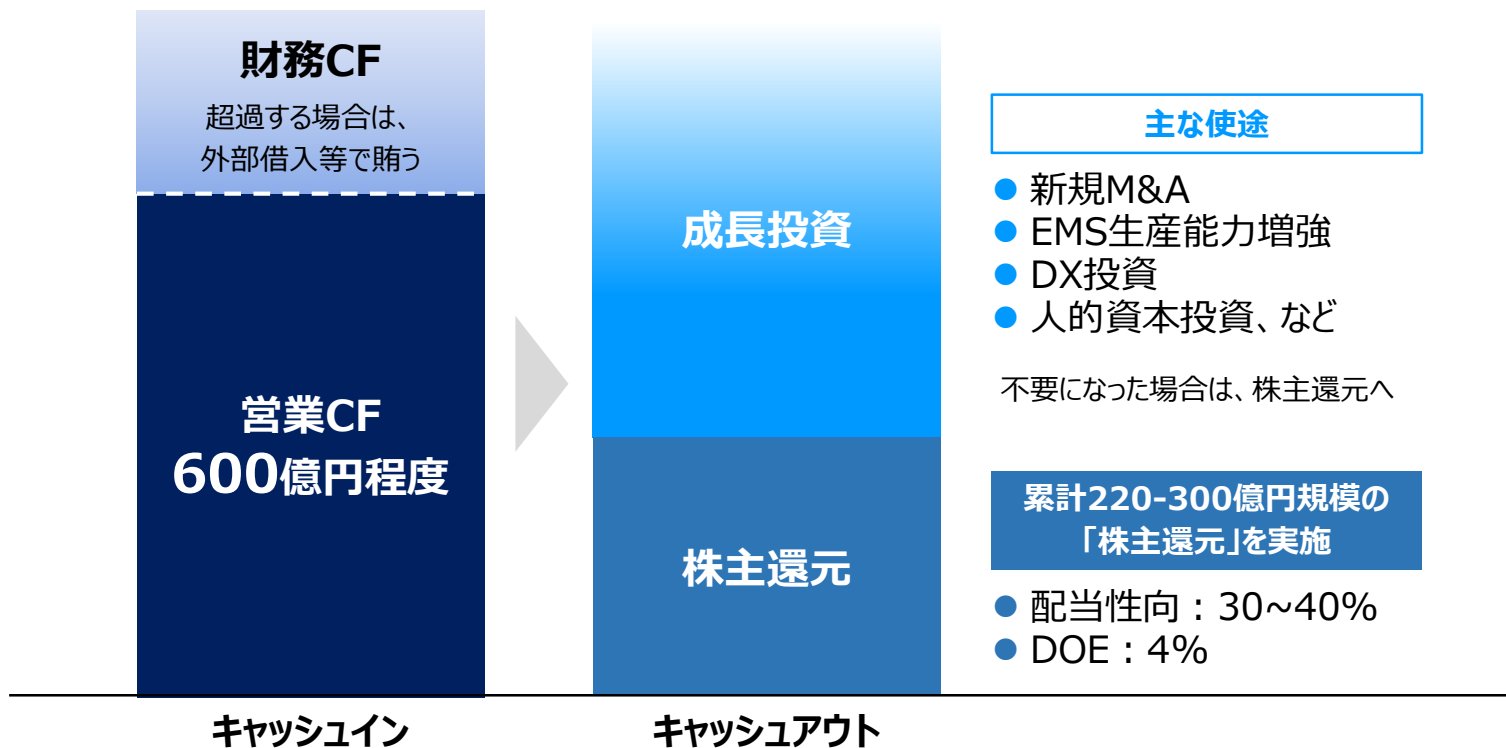 財務CF
超過する場合は、
外部借入等で賄う
営業CF
600億円程度
キャッシュイン
成長投資
株主還元
キャッシュアウト
主な使途
新規M&A
EMS生産能力増強
DX投資
人的資本投資、など
不要になった場合は、株主還元へ
累計220-300億円規模の
「株主還元」を実施
配当性向：30~40%
DOE：4%